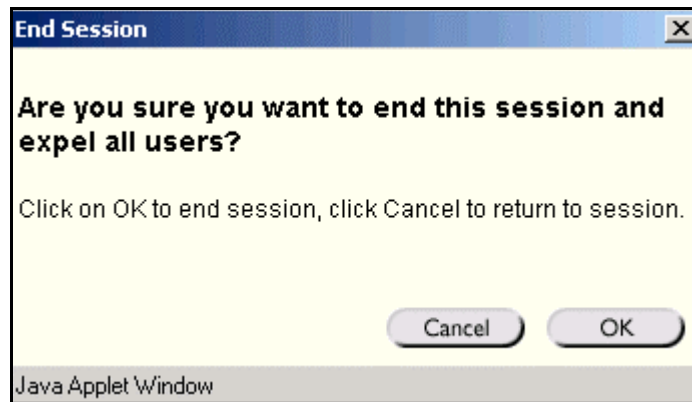 End Session
Are you sure you want to end this session and
expel all users?
Click on OK to end session, click Cancel to return to session.
Cancel OK
Java Applet Window